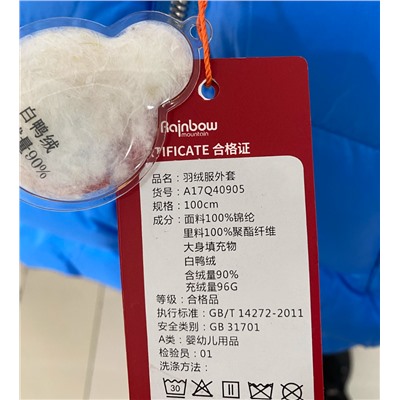 白鸭绒
量90%
Rainbow
mountain
TIFICATE 合格证
品名：羽绒服外套
货号：A17Q40905
规格：100cm
成分：面料100%锦纶
里料100%聚酯纤维
大身填充物
白鸭绒
含绒量90%
充绒量96G
等级：合格品
执行标准：GB/T 14272-2011
安全类别：GB 31701
A类：婴幼儿用品
检验员：01
洗涤方法：
30